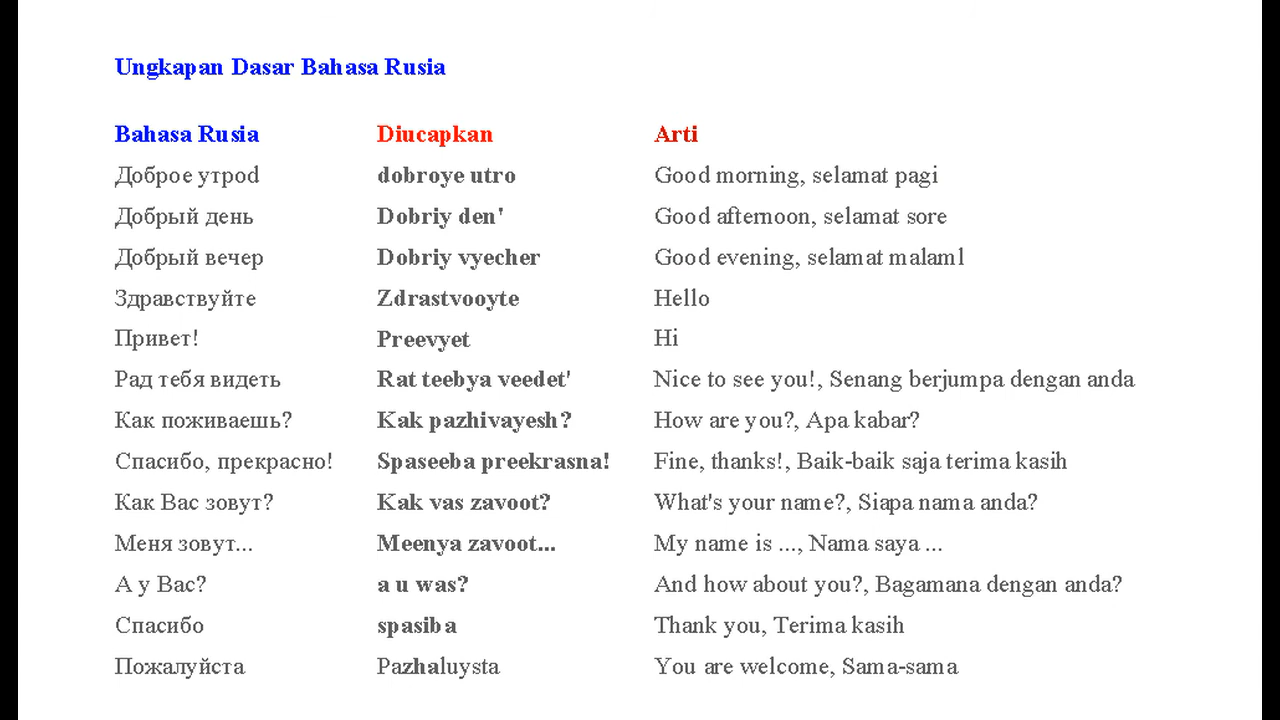 Ungkapan Dasar Bahasa Rusia
Bahasa Rusia Diucapkan Arti
Доброе утрod dobroye utro Good morning, selamat pagi
Добрый день Dobriy den' Good afternoon, selamat sore
Добрый вечер Dobriy vyecher Good evening, selamat malaml
Здравствуйте Zdrastvooyte Hello
Привет! Preevyet Hi
Рад тебя видеть Rat teebya veedet' Nice to see you!, Senang berjumpa dengan anda
Как поживаешь? Kak pazhivayesh? How are you?, Apa kabar?
Спасибо, прекрасно! Spaseeba preekrasna! Fine, thanks!, Baik-baik saja terima kasih
Как Вас зовут? Kak vas zavoot? What's your name?, Siapa nama anda?
Меня зовут... Meenya zavoot... My name is ..., Nama saya ...
А у Вас? a u was? And how about you?, Bagamana dengan anda?
Спасибо spasiba Thank you, Terima kasih
Пожалуйста Pazhaluysta You are welcome, Sama-sama